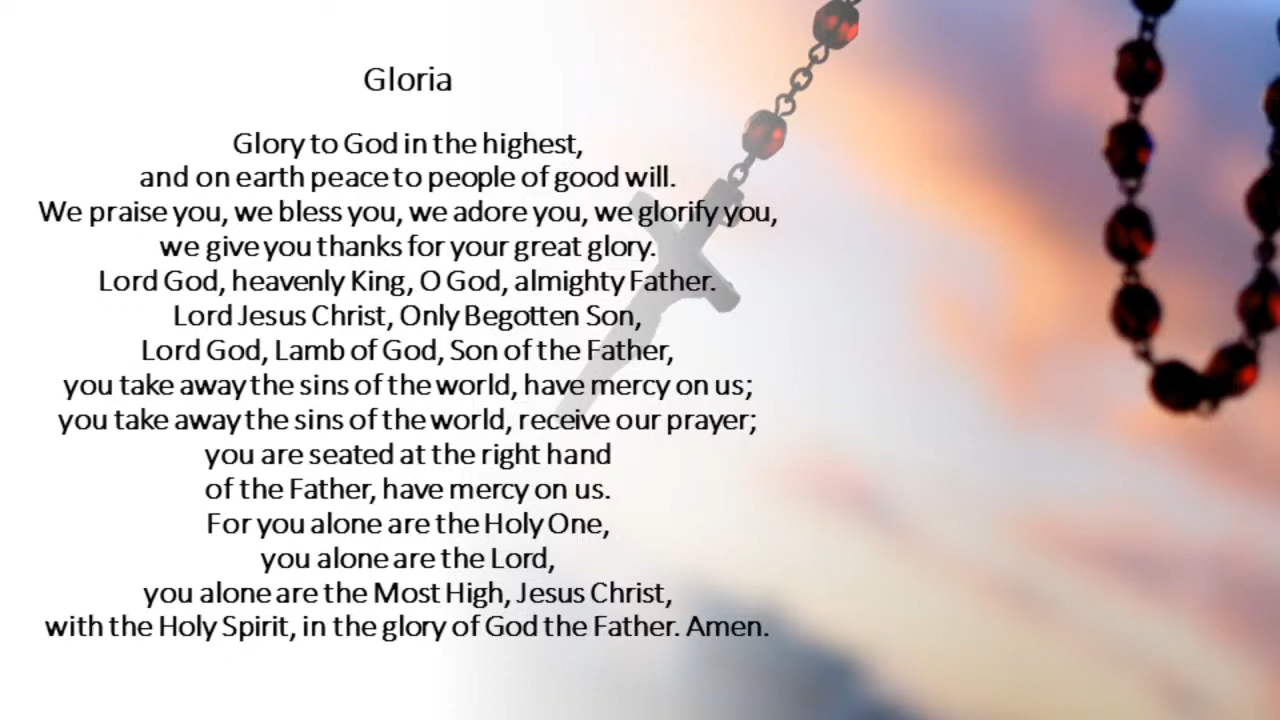 Gloria
Glory to God in the highest,
and on earth peace to people of good will.
We praise you, we bless you, we adore you, we glorify you,
we give you thanks for your great glory.
Lord God, heavenly King, O God, almighty Father.
Lord Jesus Christ, Only Begotten Son,
Lord God, Lamb of God, Son of the Father,
you take away the sins of the world, have mercy on us;
you take away the sins of the world, receive our prayer;
you are seated at the right hand
of the Father, have mercy on us.
For you alone are the Holy One,
you alone are the Lord,
you alone are the Most High, Jesus Christ,
with the Holy Spirit, in the glory of God the Father. Amen.